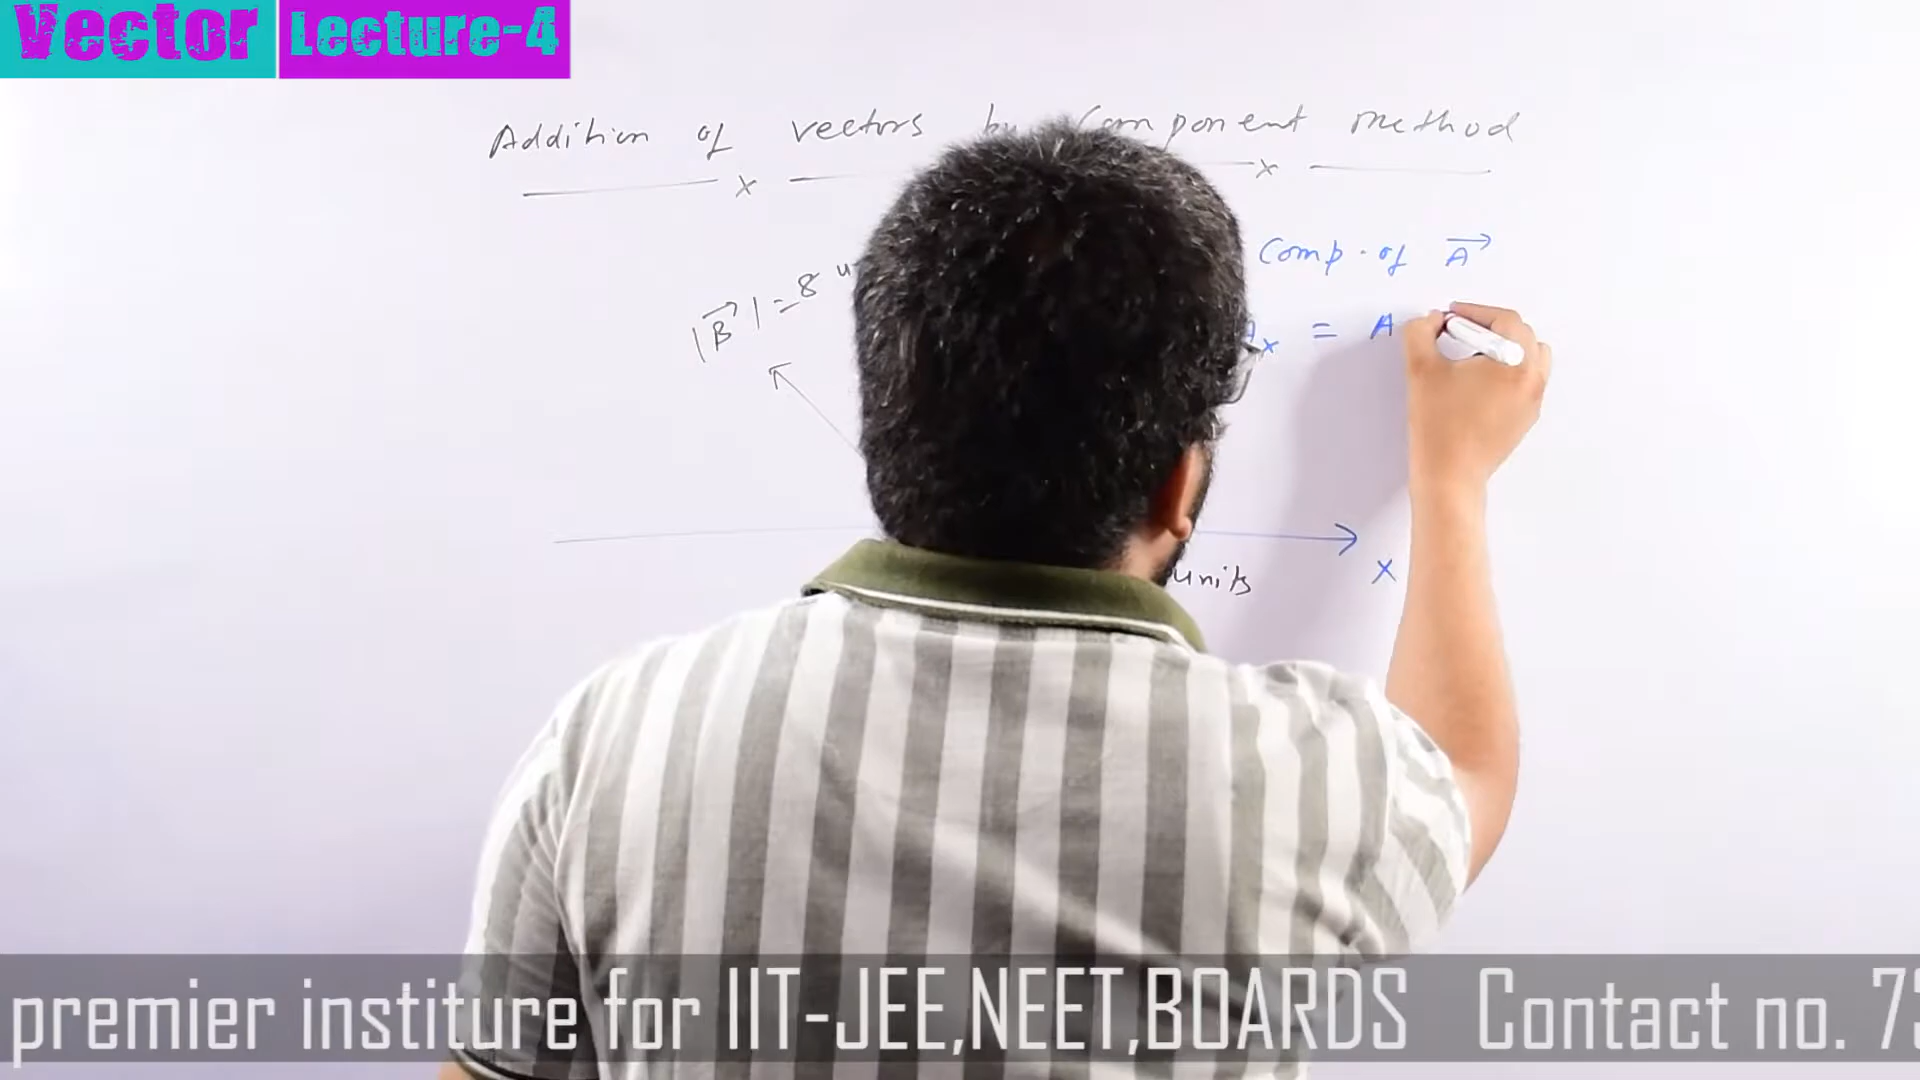 Vector Lecture-4
Addition of vectors by Component method
x x
Comp. of A
|B| = 8
Ax = A
units
x
premier institure for IIT-JEE,NEET,BOARDS Contact no. 7